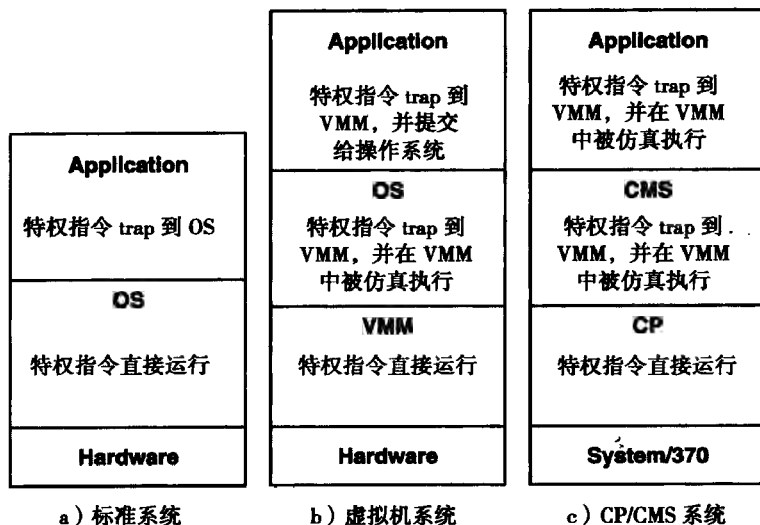 Application
特权指令 trap 到 OS
OS
特权指令直接运行
Hardware
a）标准系统
Application
特权指令 trap 到
VMM，并提交
给操作系统
OS
特权指令 trap 到
VMM，并在 VMM
中被仿真执行
VMM
特权指令直接运行
Hardware
b）虚拟机系统
Application
特权指令 trap 到
VMM，并在 VMM
中被仿真执行
CMS
特权指令 trap 到
VMM，并在 VMM
中被仿真执行
CP
特权指令直接运行
System/370
c）CP/CMS 系统